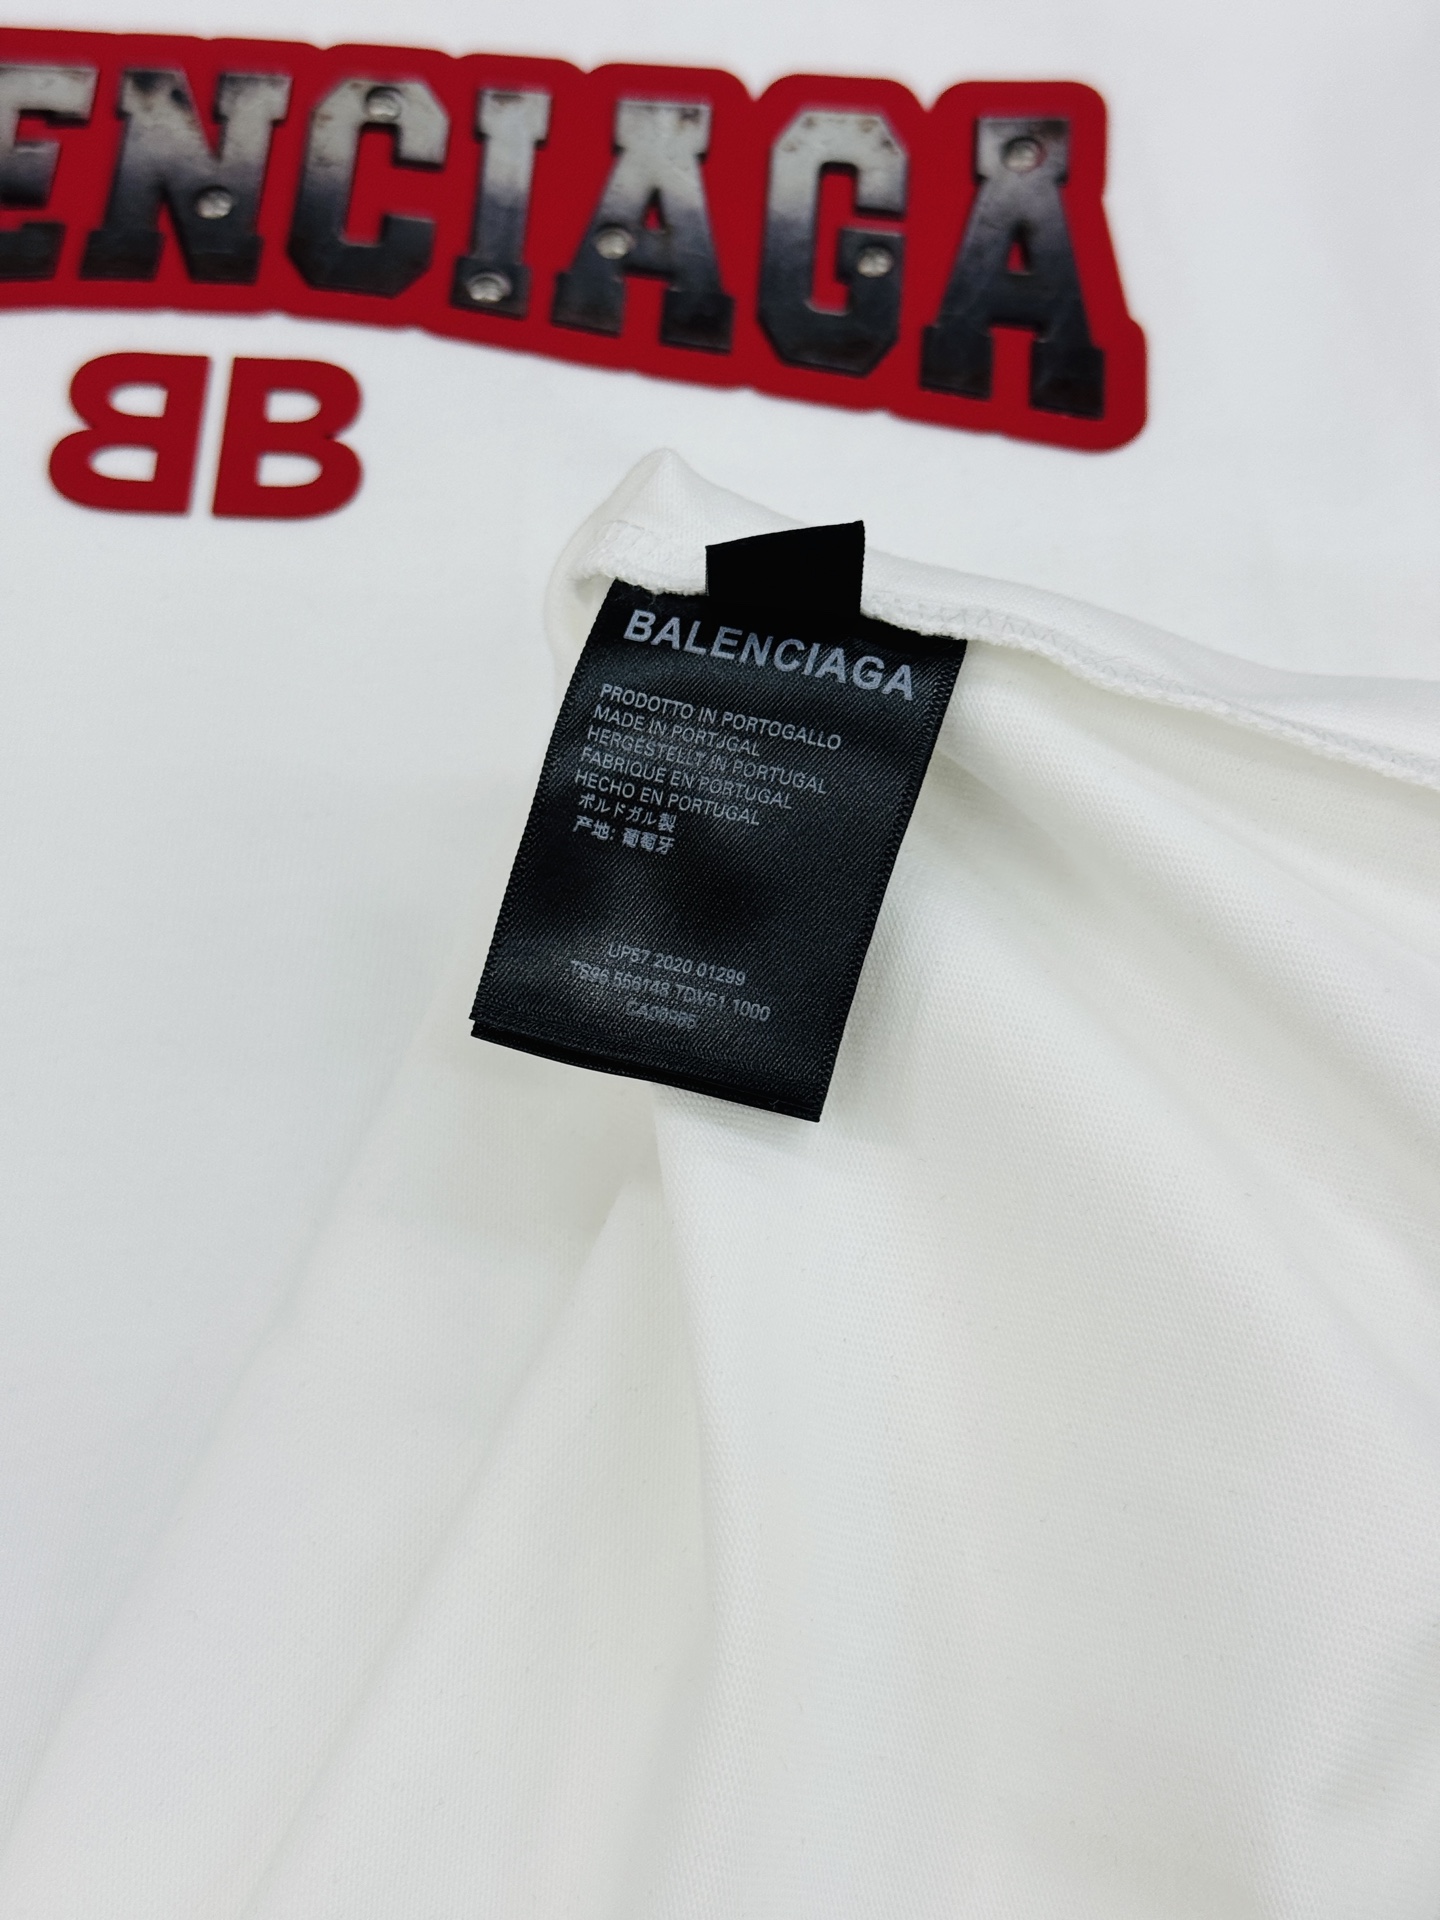 ENCIAGA
BB
BALENCIAGA
PRODOTTO IN PORTOGALLO
MADE IN PORTUGAL
HERGESTELLT IN PORTUGAL
FABRIQUE EN PORTUGAL
HECHO EN PORTUGAL
ポルドガル製
产地: 葡萄牙
UP57 2020 01299
TS96 556148 TDV51 1000